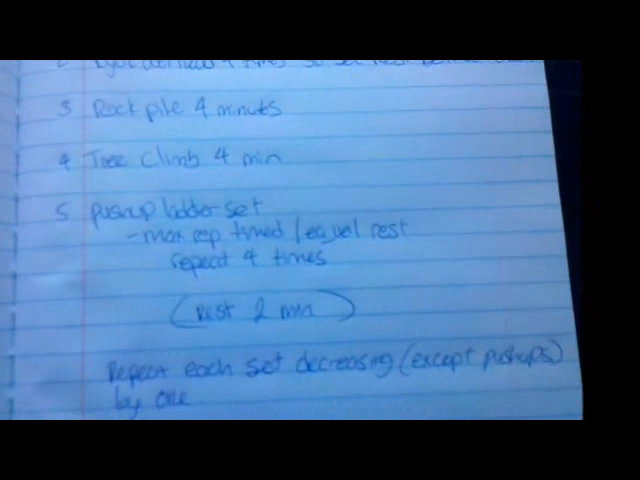 3 Rock pile 4 minutes
4 Tree Climb 4 min
5 pushup ladder set
- max rep timed / equal rest
repeat 4 times
(Rest 2 min)
Repeat each set decreasing (except pushups)
by one